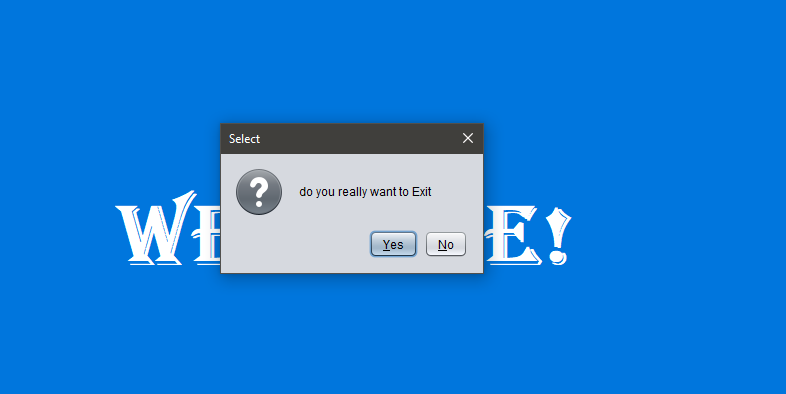 Select
do you really want to Exit
WE E!
Yes No